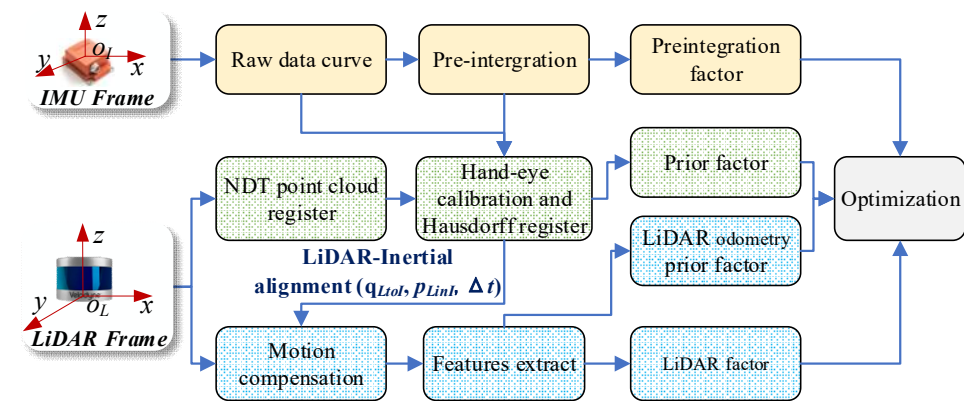 z
o_I
y
x
IMU Frame
Raw data curve
Pre-intergration
Preintegration
factor
NDT point cloud
register
Hand-eye
calibration and
Hausdorff register
Prior factor
Optimization
LiDAR odometry
prior factor
LiDAR-Inertial
alignment (q_LtoI, p_LinI, Δt)
z
Velodyne
y
o_L
x
LiDAR Frame
Motion
compensation
Features extract
LiDAR factor